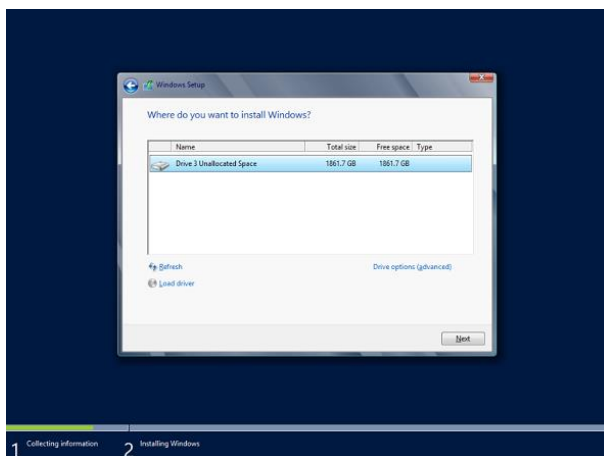 Windows Setup
Where do you want to install Windows?
Name Total size Free space Type
Drive 3 Unallocated Space 1861.7 GB 1861.7 GB
Refresh Drive options (advanced)
Load driver
Next
1 Collecting information 2 Installing Windows